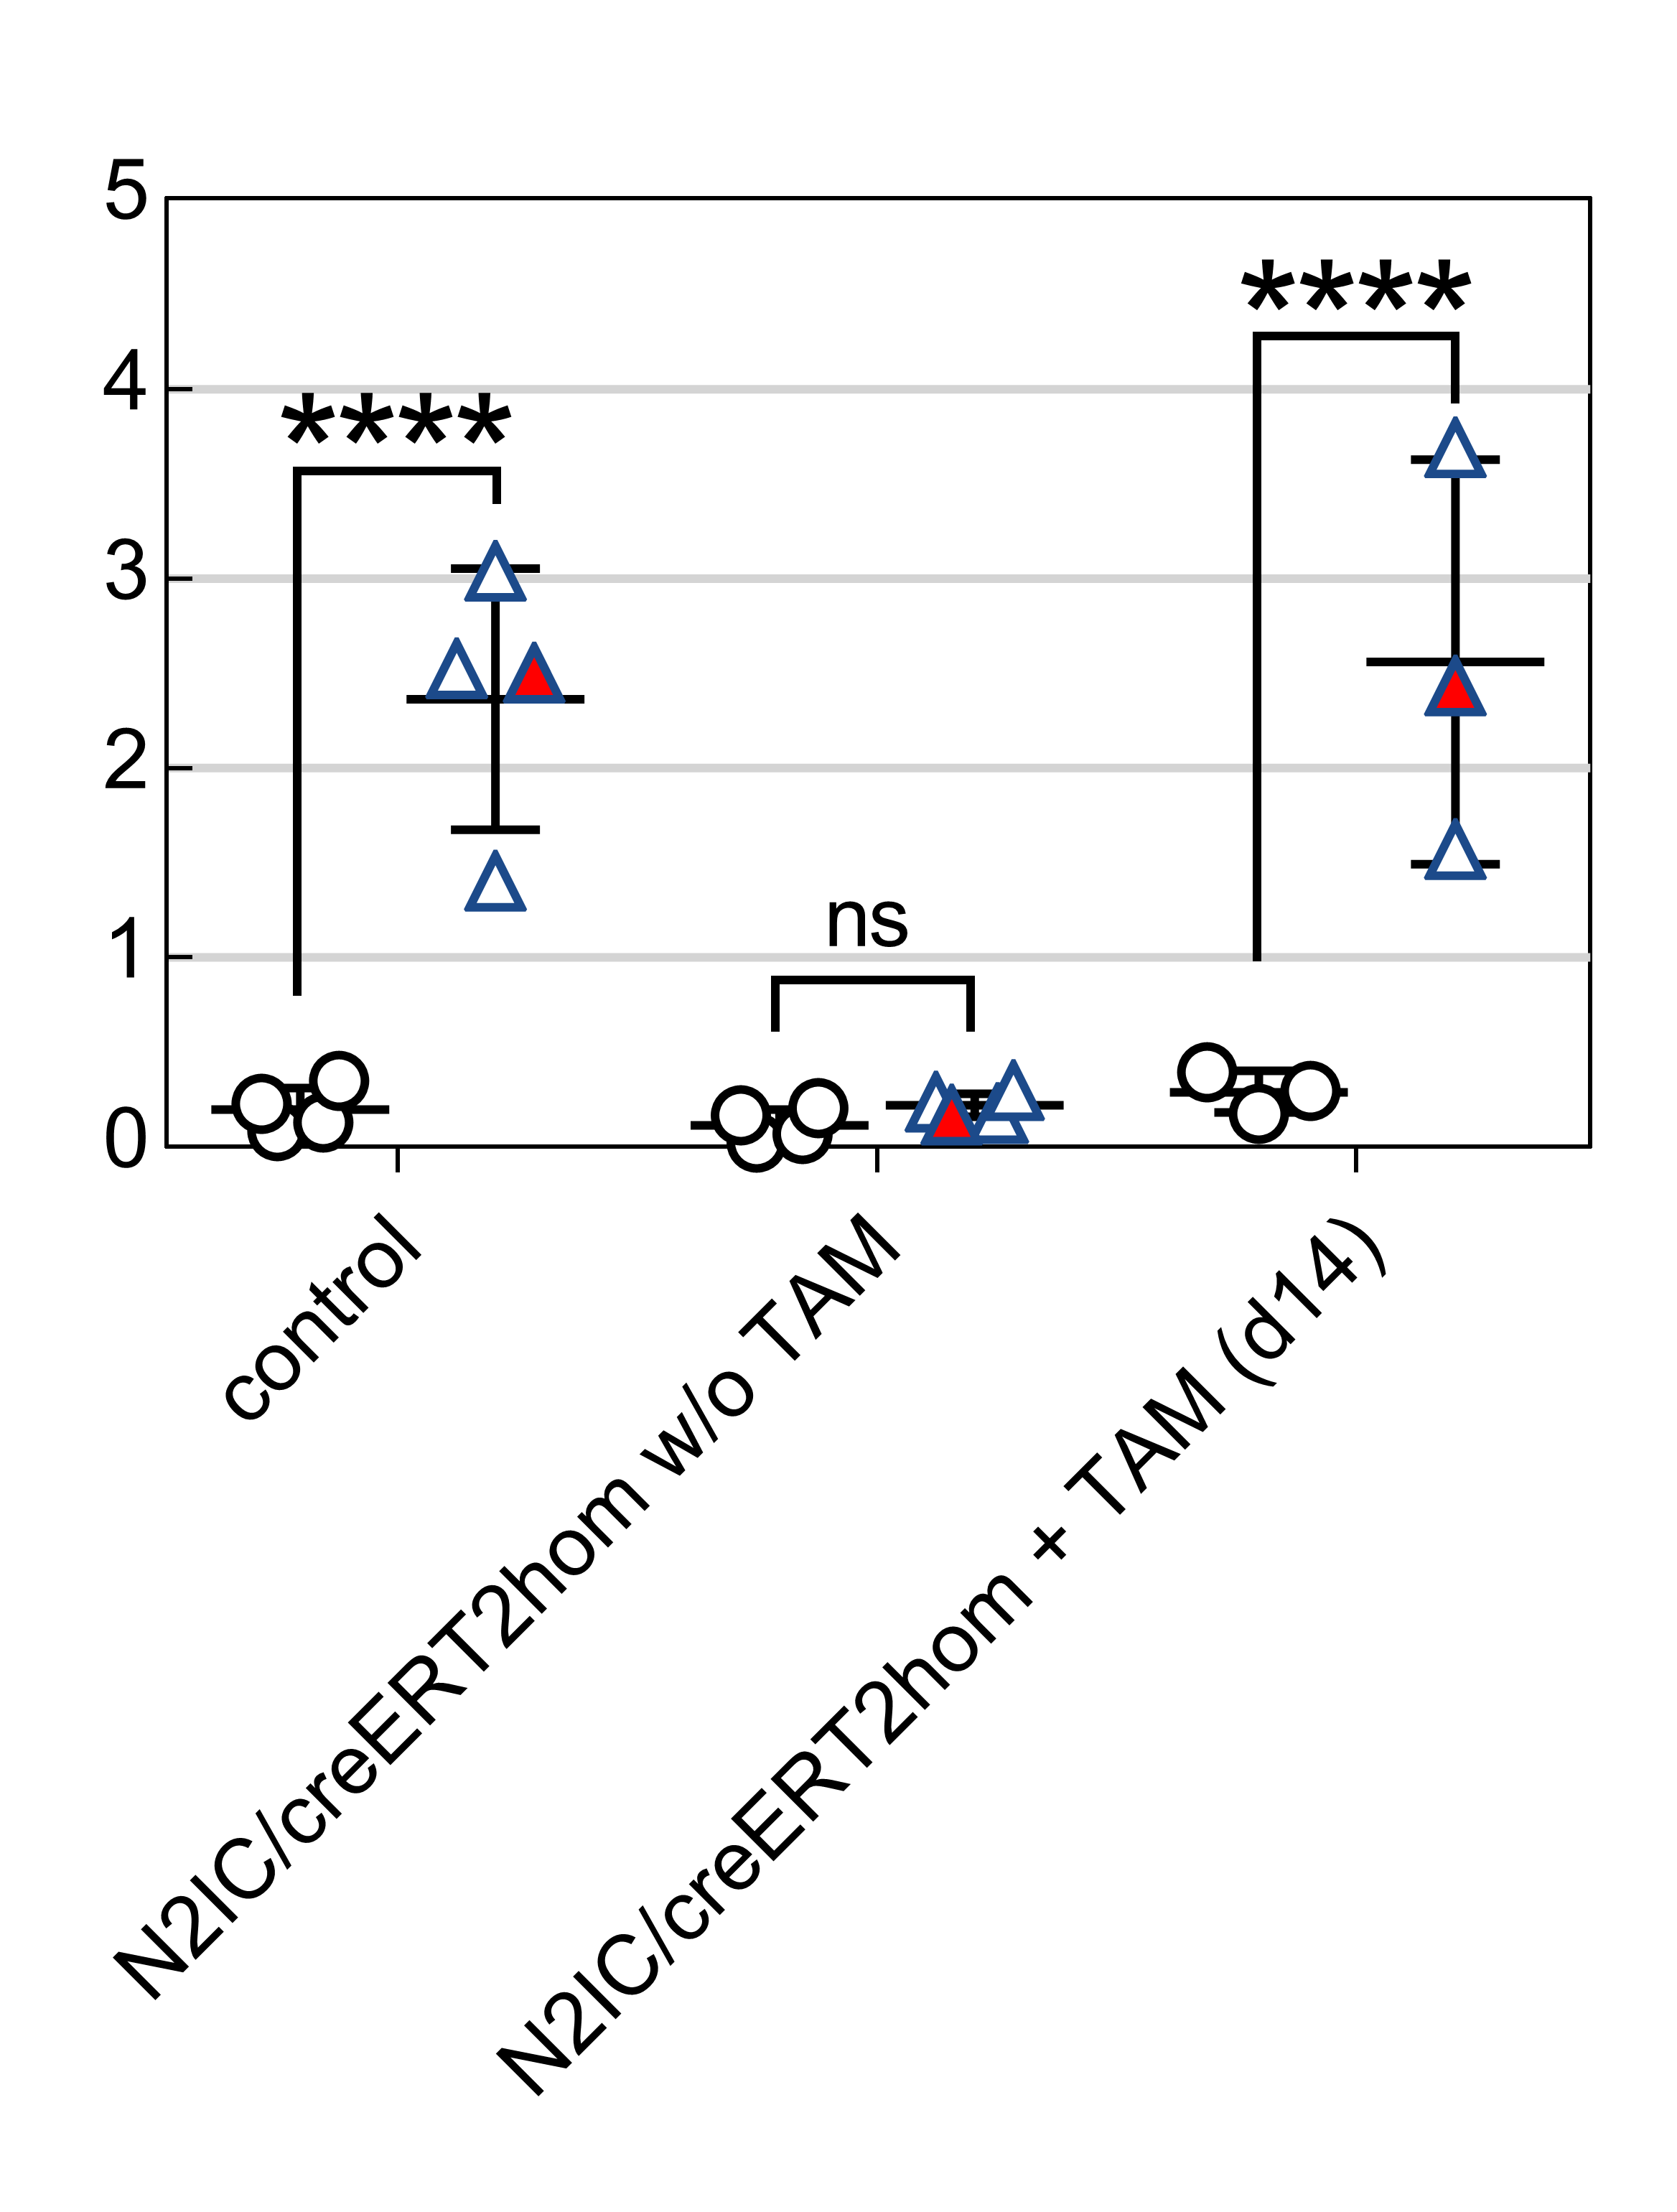 5
****
4
****
3
2
1
ns
0
control
N2IC/creERT2hom w/o TAM
N2IC/creERT2hom + TAM (d14)